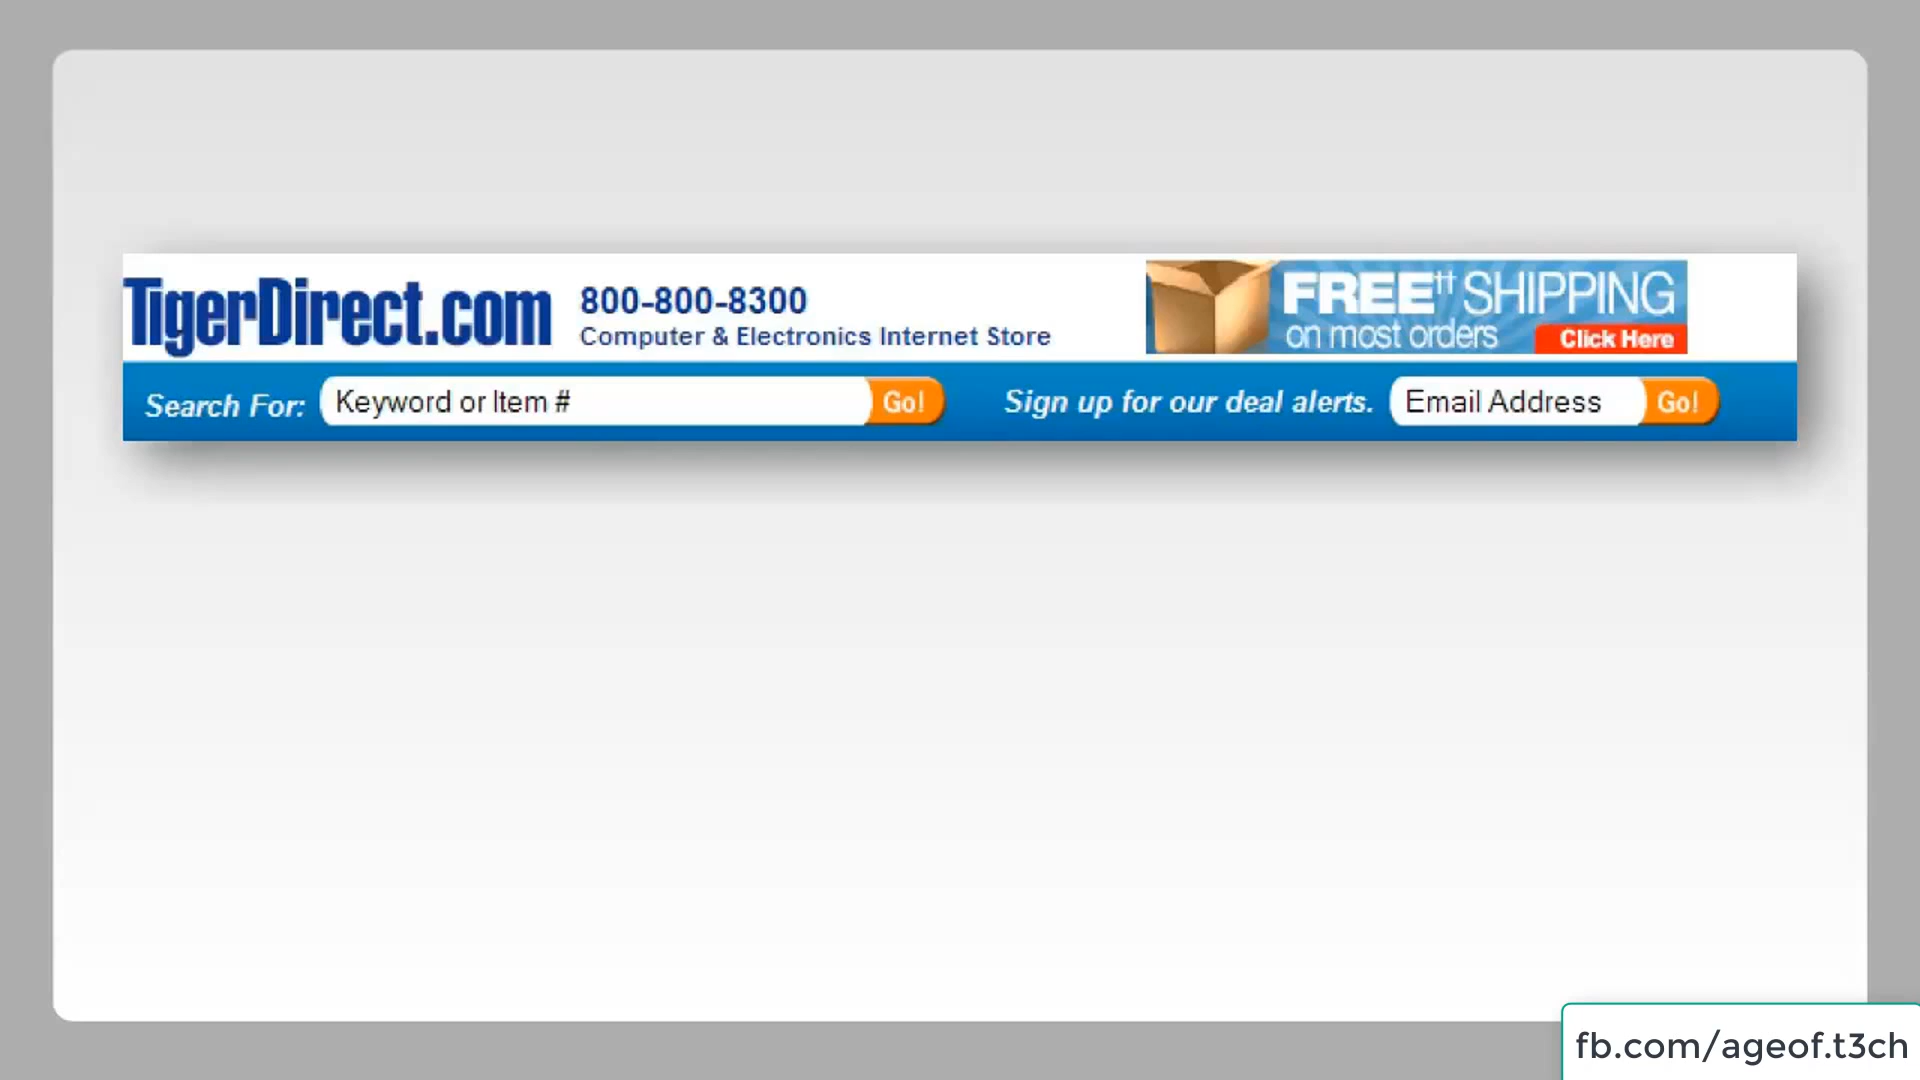 TigerDirect.com
800-800-8300
Computer & Electronics Internet Store
FREE†† SHIPPING
on most orders
Click Here
Search For: Keyword or Item # Go! Sign up for our deal alerts. Email Address Go!
fb.com/ageof.t3ch